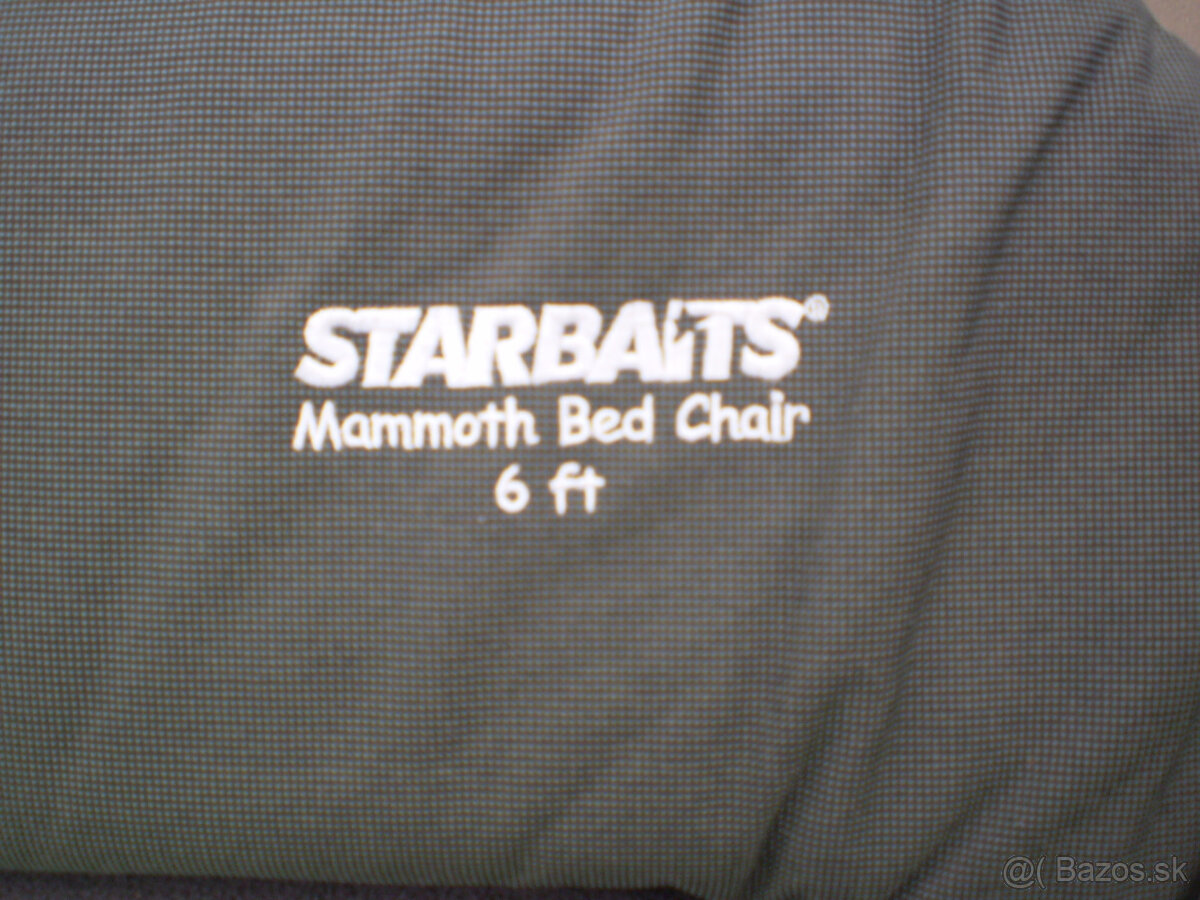 STARBAITS®
Mammoth Bed Chair
6 ft
@( Bazos.sk